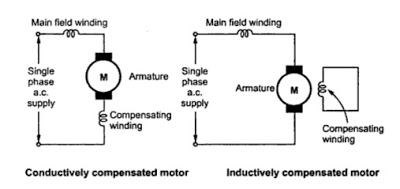 Main field winding
Single
phase
a.c.
supply
M
Armature
Compensating
winding
Conductively compensated motor
Main field winding
Single
phase
a.c.
supply
Armature
M
Compensating
winding
Inductively compensated motor